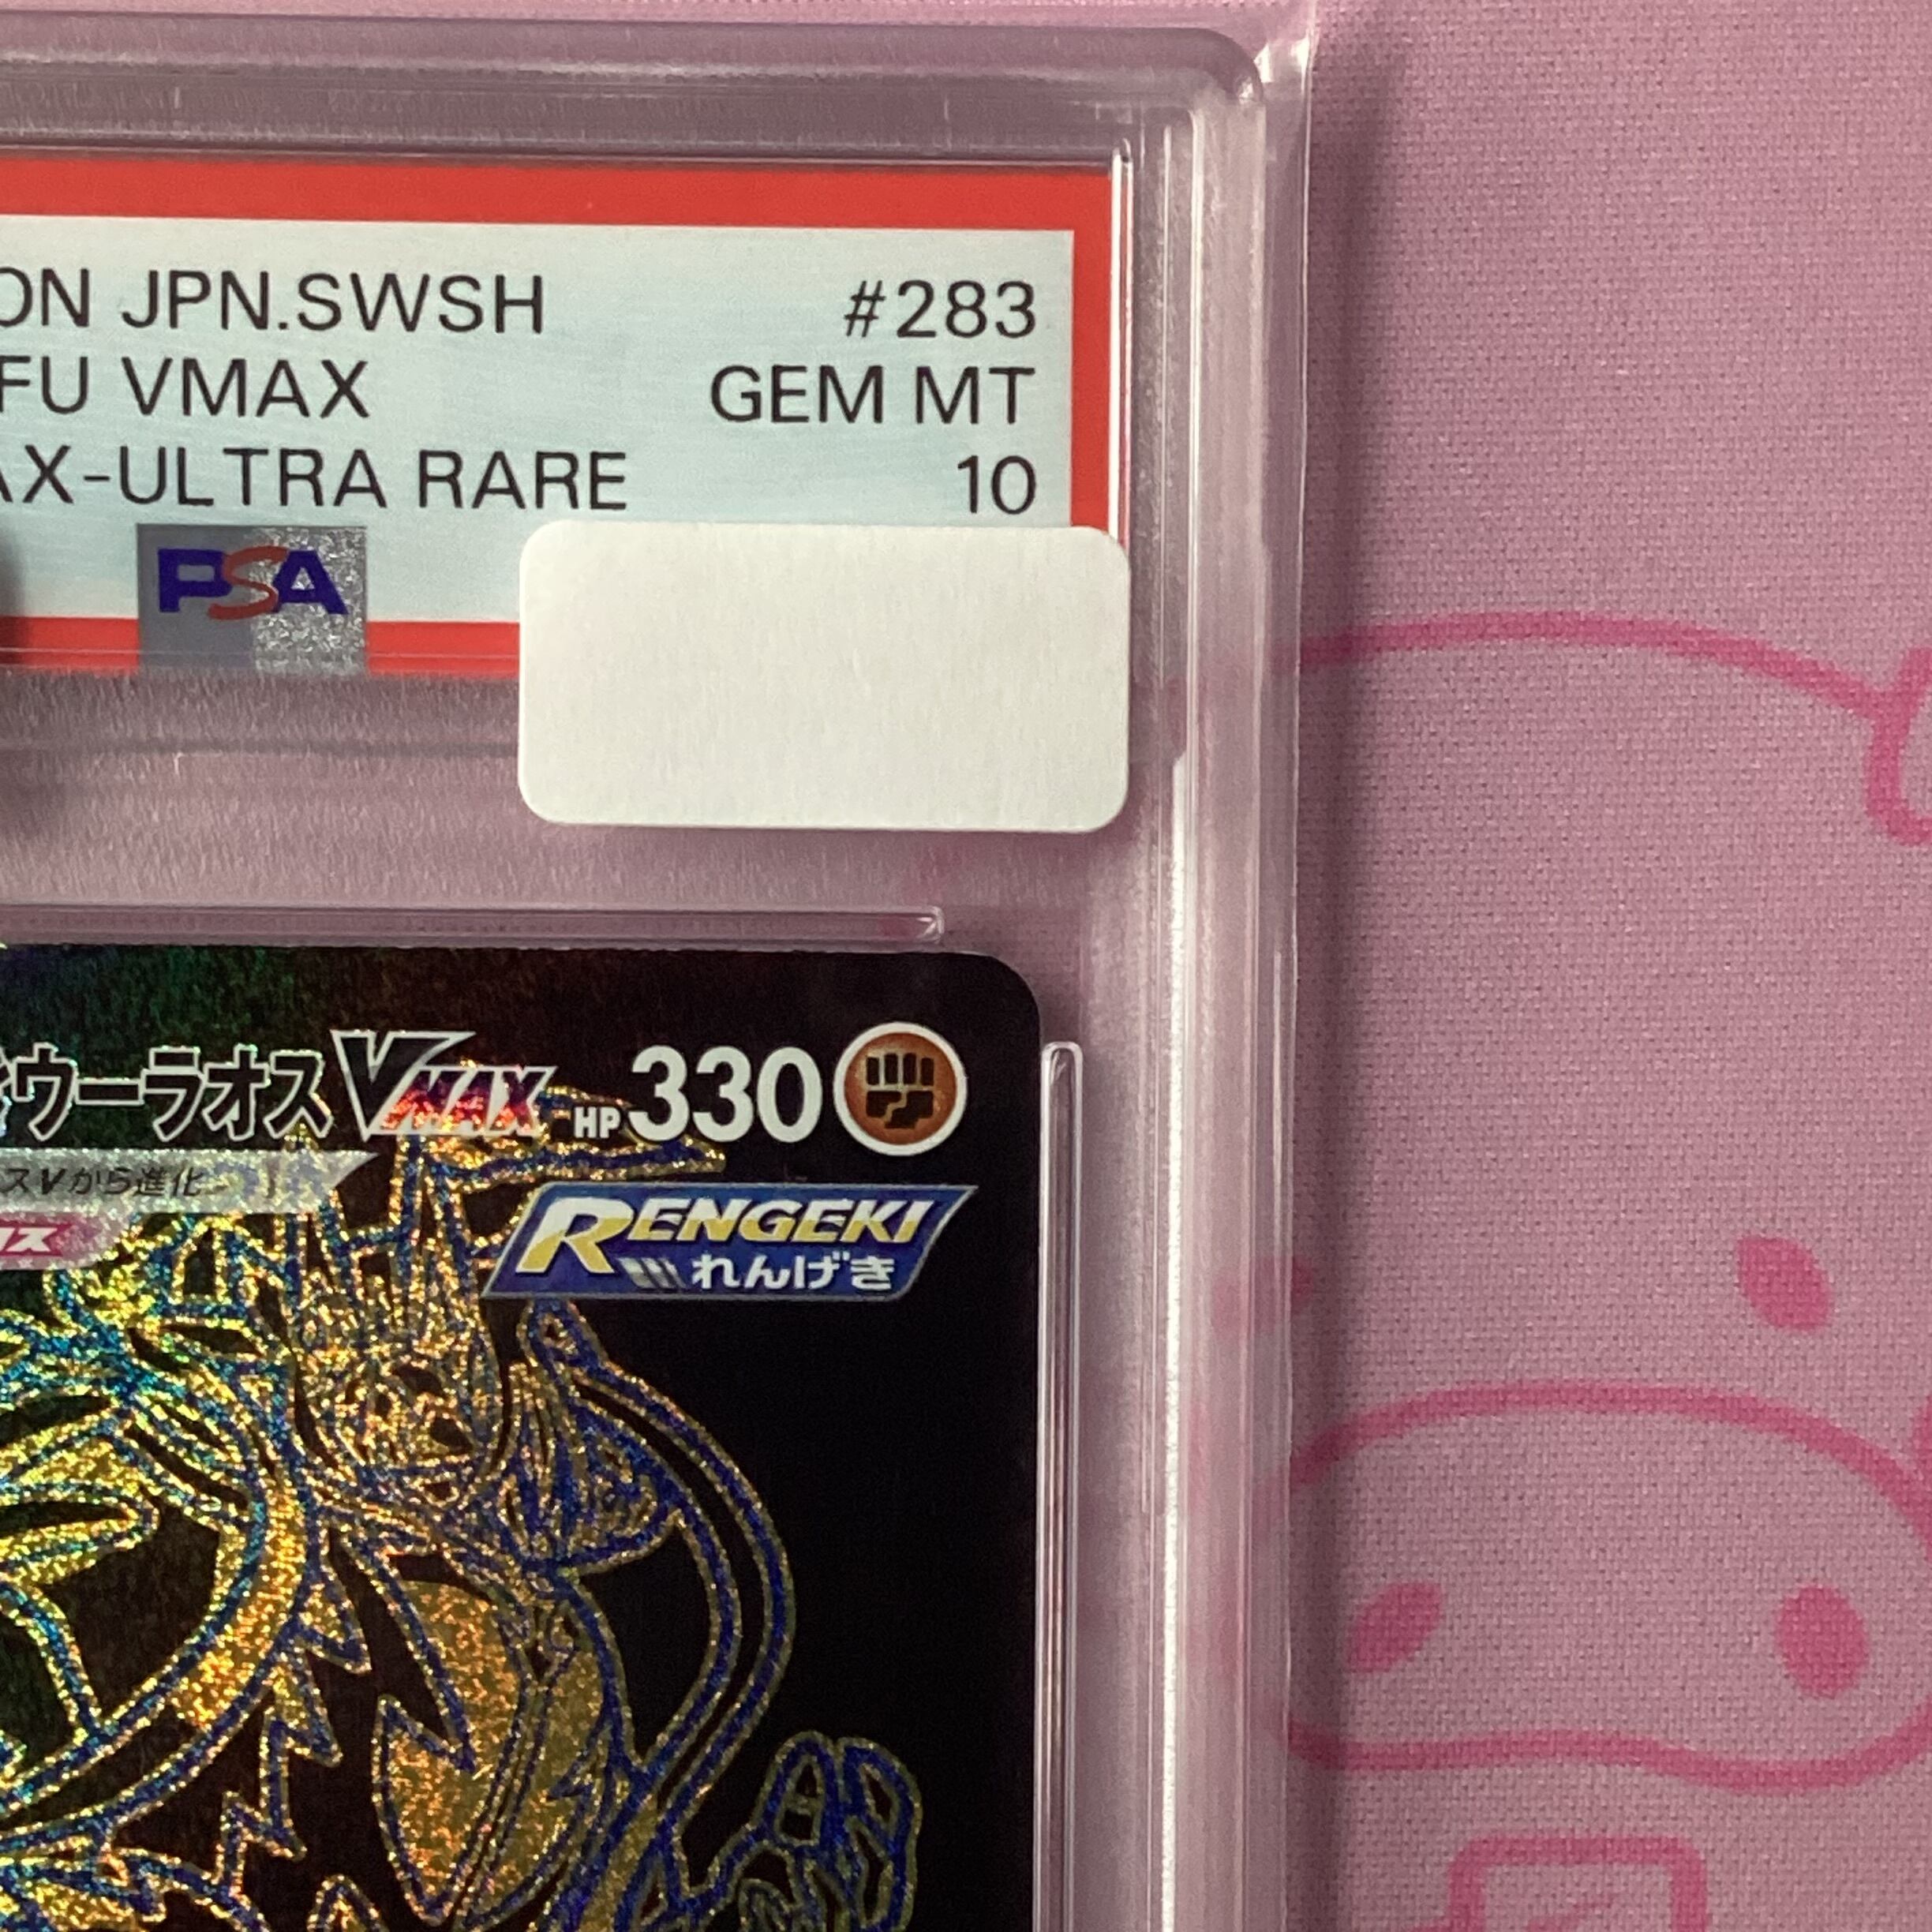 ON JPN.SWSH #283
FU VMAX GEM MT
AX-ULTRA RARE 10
PSA
ウーラオス VMAX HP 330
スVから進化
RENGEKI
れんげき